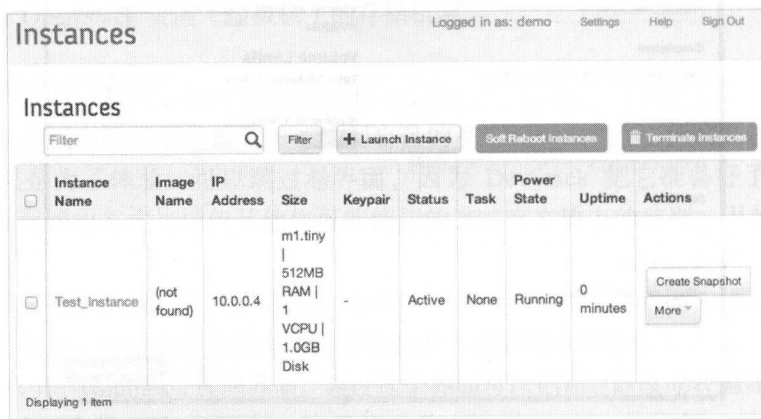 Instances
Logged in as: demo Settings Help Sign Out
Instances
Filter Filter + Launch Instance Soft Reboot Instances Terminate Instances
Instance Name Image Name IP Address Size Keypair Status Task Power State Uptime Actions
Test_Instance (not found) 10.0.0.4 m1.tiny | 512MB RAM | 1 VCPU | 1.0GB Disk - Active None Running 0 minutes Create Snapshot
More
Displaying 1 item